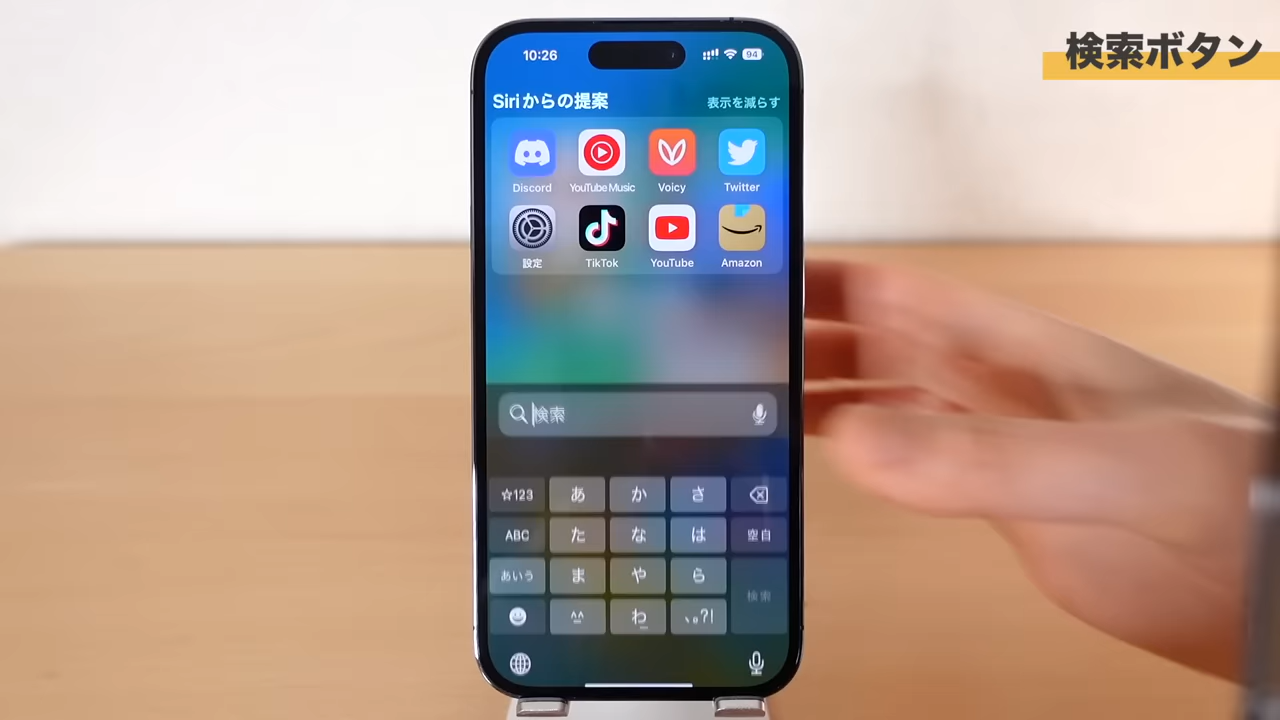 検索ボタン
10:26
94
Siriからの提案
表示を減らす
Discord
YouTube Music
Voicy
Twitter
設定
TikTok
YouTube
Amazon
検索
☆123
あ
か
さ
ABC
た
な
は
空白
あいう
ま
や
ら
検索
^^
わ
、。?!